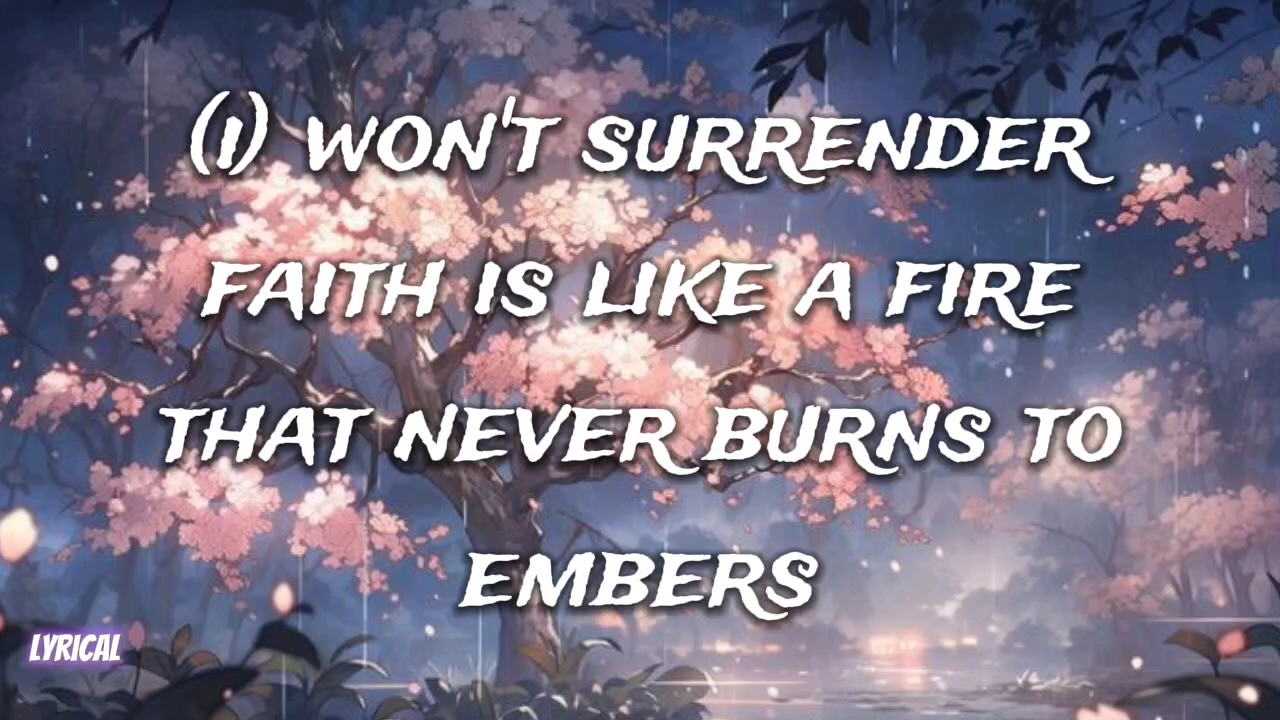 (I) WON'T SURRENDER
FAITH IS LIKE A FIRE
THAT NEVER BURNS TO
EMBERS
LYRICAL